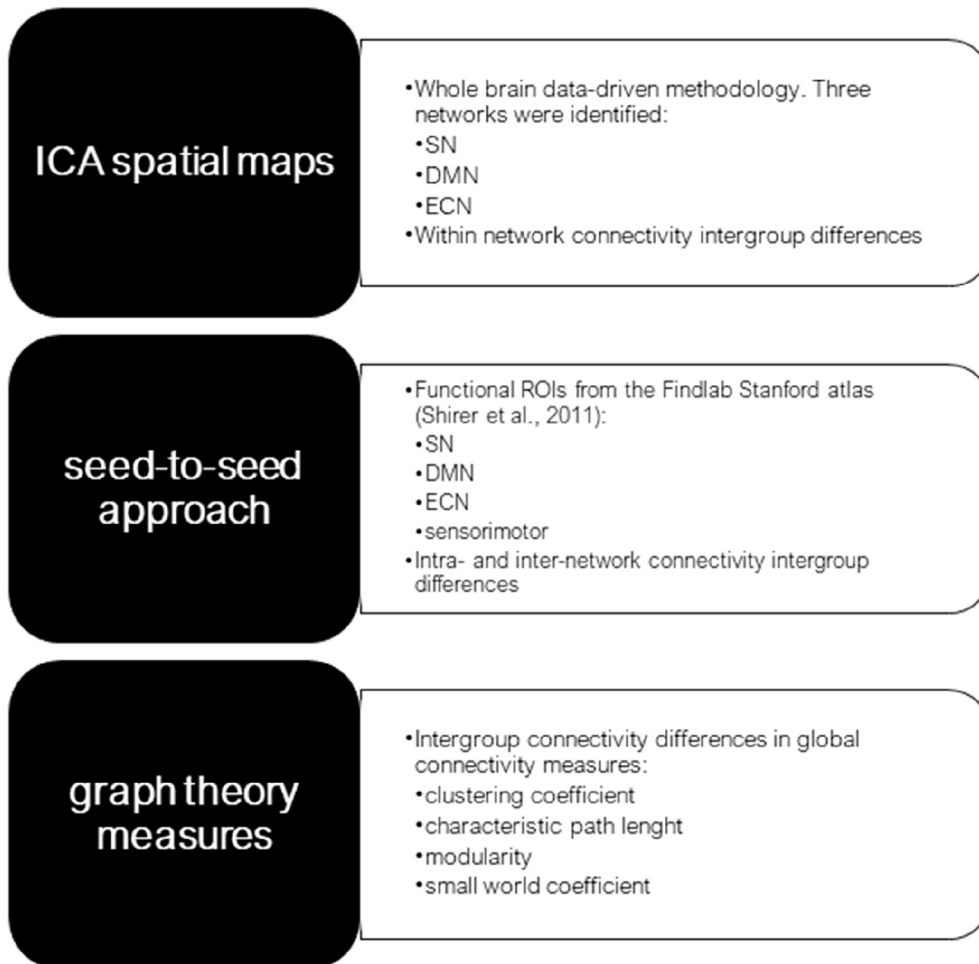 ICA spatial maps
•Whole brain data-driven methodology. Three
networks were identified:
•SN
•DMN
•ECN
•Within network connectivity intergroup differences
seed-to-seed
approach
•Functional ROIs from the Findlab Stanford atlas
(Shirer et al., 2011):
•SN
•DMN
•ECN
•sensorimotor
•Intra- and inter-network connectivity intergroup
differences
graph theory
measures
•Intergroup connectivity differences in global
connectivity measures:
•clustering coefficient
•characteristic path lenght
•modularity
•small world coefficient